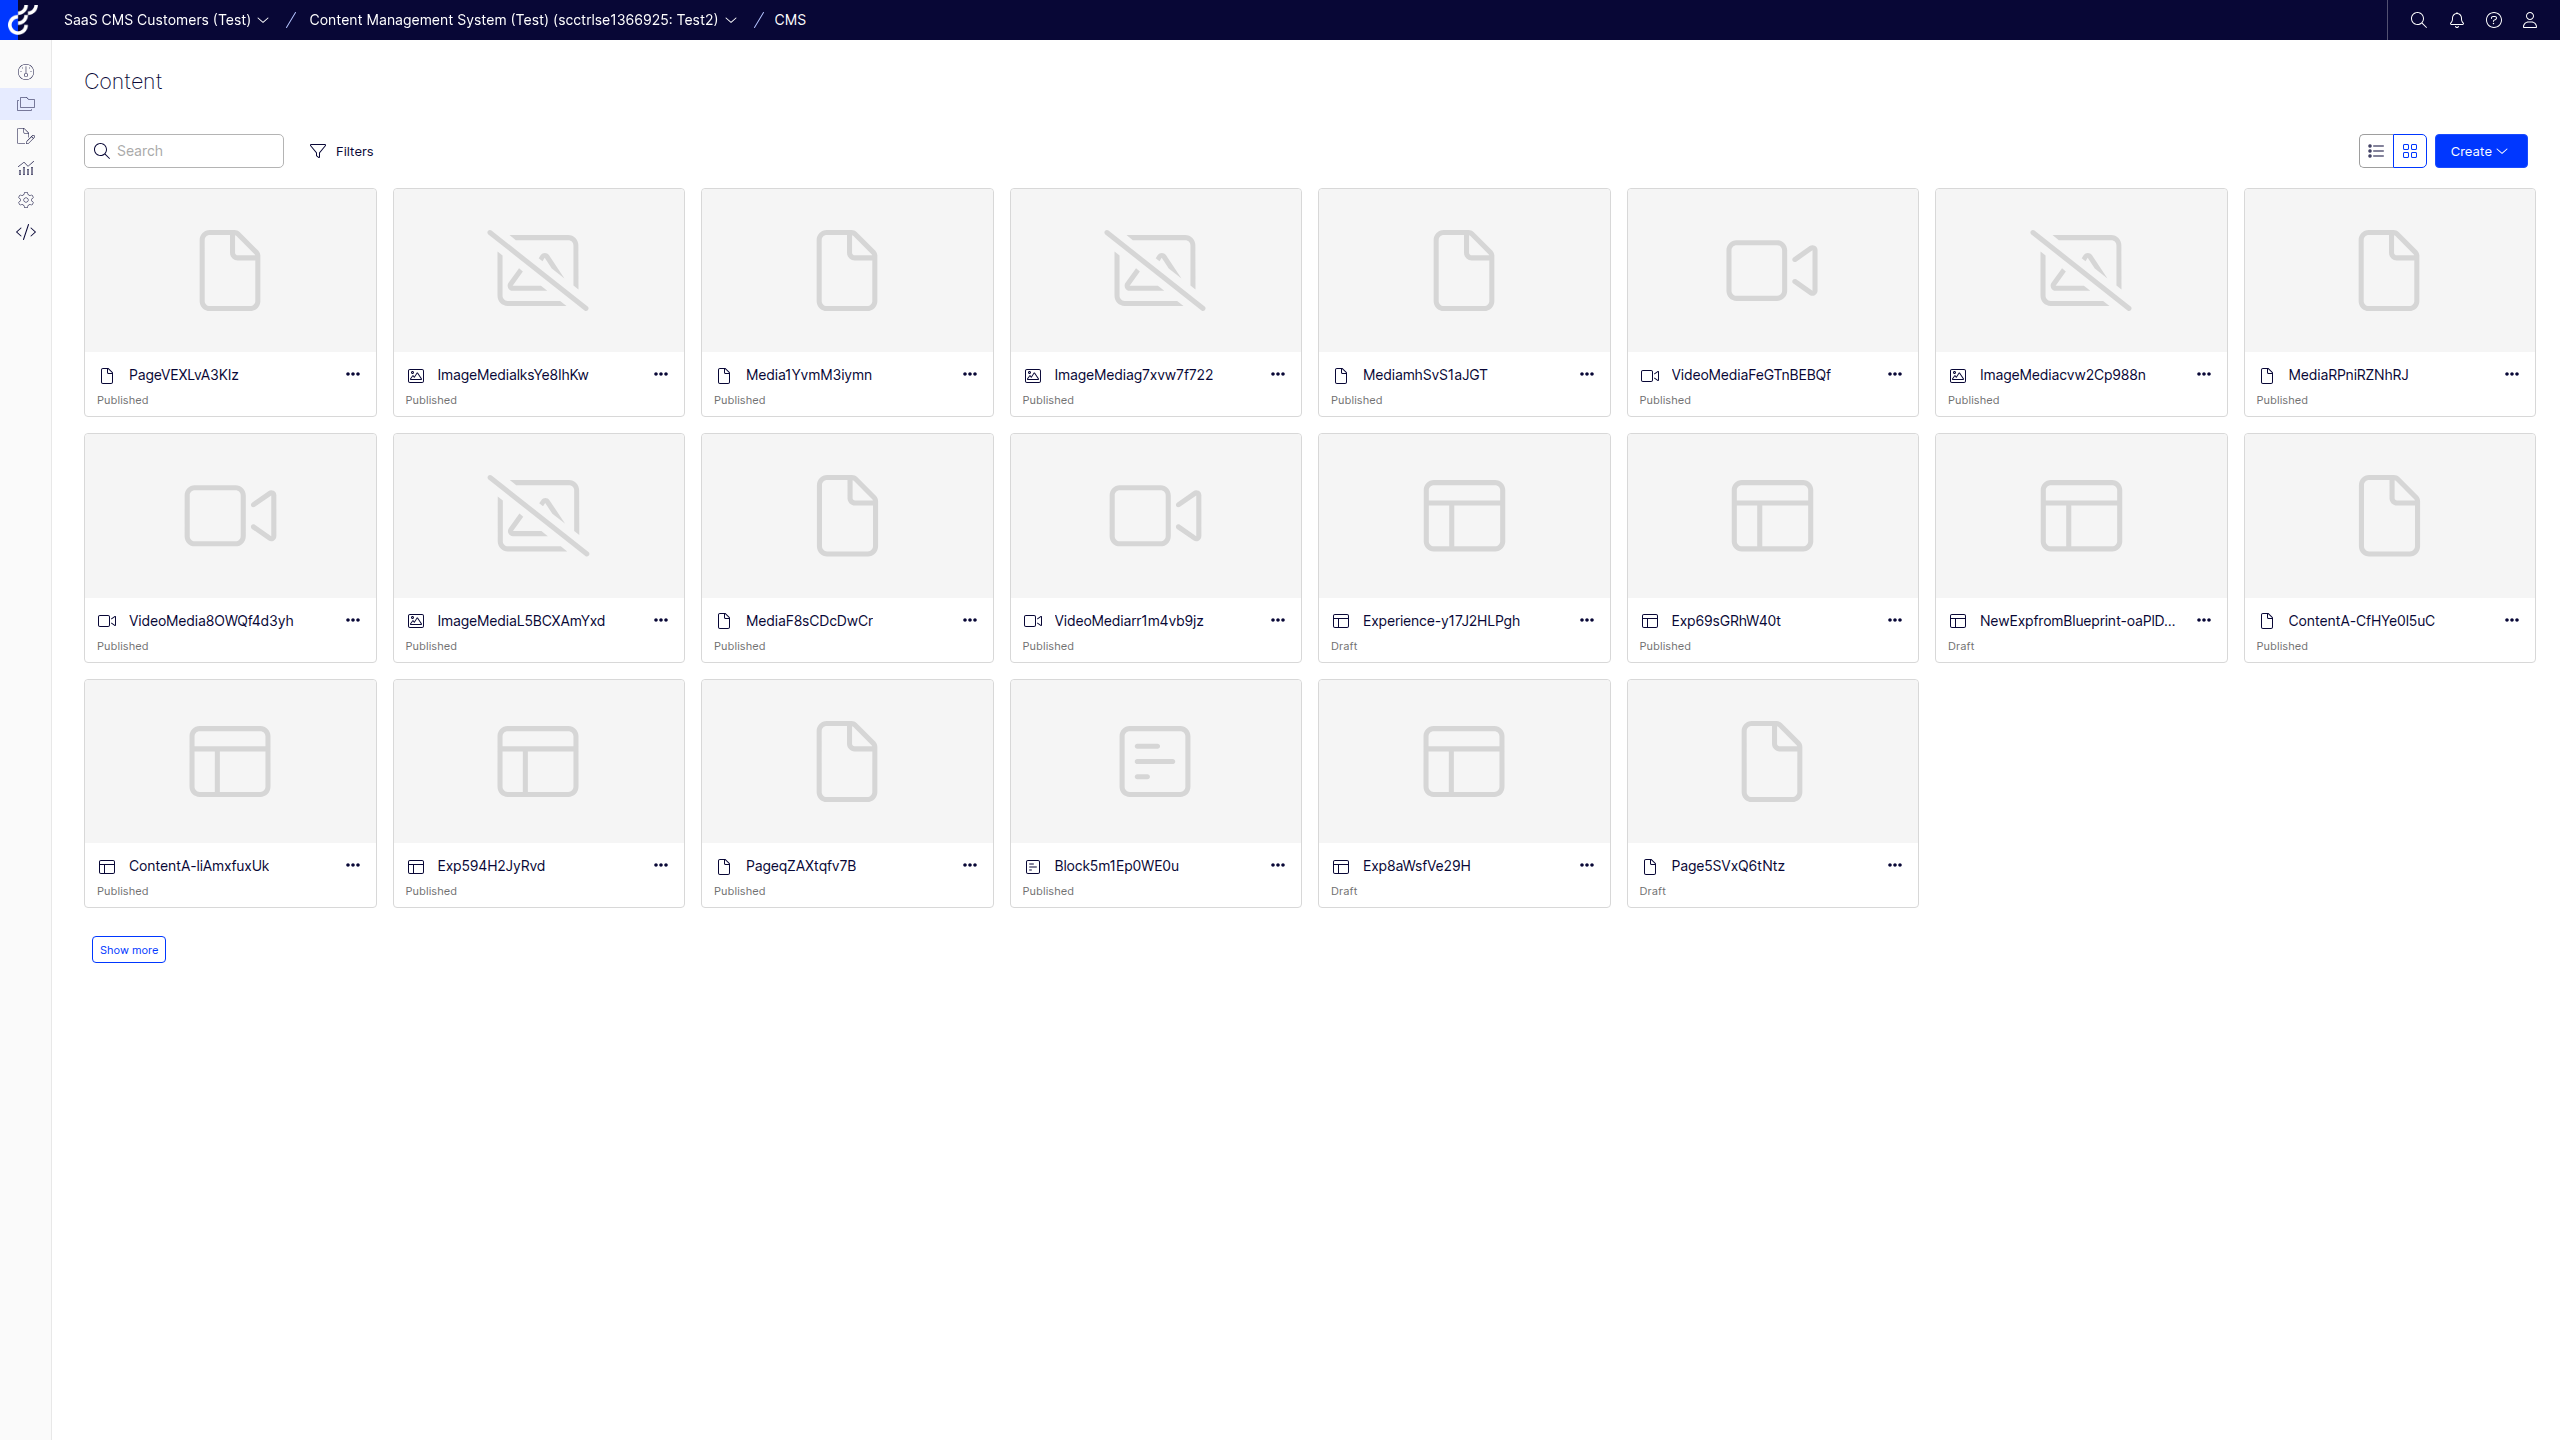 SaaS CMS Customers (Test) / Content Management System (Test) (scctrlse1366925: Test2) / CMS
Content
Search Filters Create
PageVEXLvA3KIz ImageMedialksYe8lhKw Media1YvmM3iymn ImageMediag7xvw7f722 MediamhSvS1aJGT VideoMediaFeGTnBEBQf ImageMediacvw2Cp988n MediaRPniRZNhRJ
Published Published Published Published Published Published Published Published
VideoMedia8OWQf4d3yh ImageMediaL5BCXAmYxd MediaF8sCDcDwCr VideoMediarr1m4vb9jz Experience-y17J2HLPgh Exp69sGRhW40t NewExpfromBlueprint-oaPlD... ContentA-CfHYe0I5uC
Published Published Published Published Draft Published Draft Published
ContentA-liAmxfuxUk Exp594H2JyRvd PageqZAXtqfv7B Block5m1Ep0WE0u Exp8aWsfVe29H Page5SVxQ6tNtz
Published Published Published Published Draft Draft
Show more